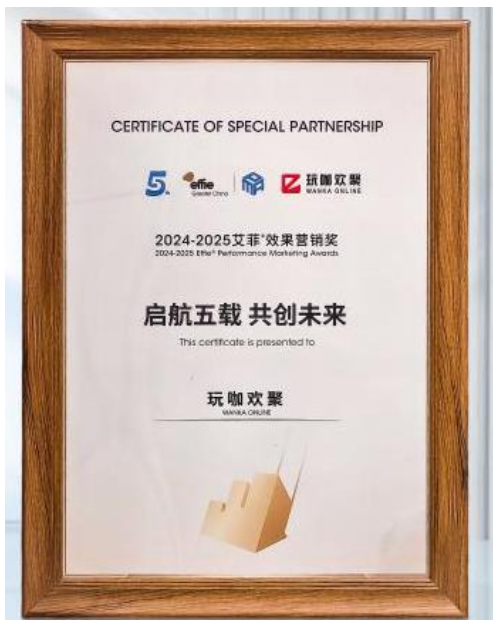 CERTIFICATE OF SPECIAL PARTNERSHIP
5. effie Greater China 玩咖欢聚 WANKA ONLINE
2024-2025艾菲®效果营销奖
2024-2025 Effie® Performance Marketing Awards
启航五载 共创未来
This certificate is presented to
玩咖欢聚
WANKA ONLINE